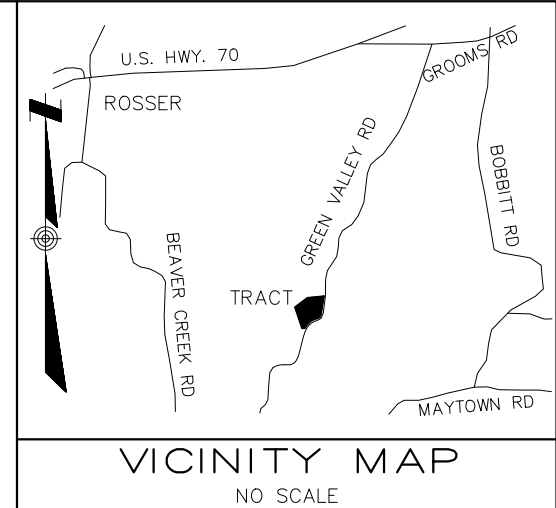 U.S. HWY. 70
GROOMS RD
ROSSER
GREEN VALLEY RD
BOBBITT RD
BEAVER CREEK RD
TRACT
MAYTOWN RD
VICINITY MAP
NO SCALE